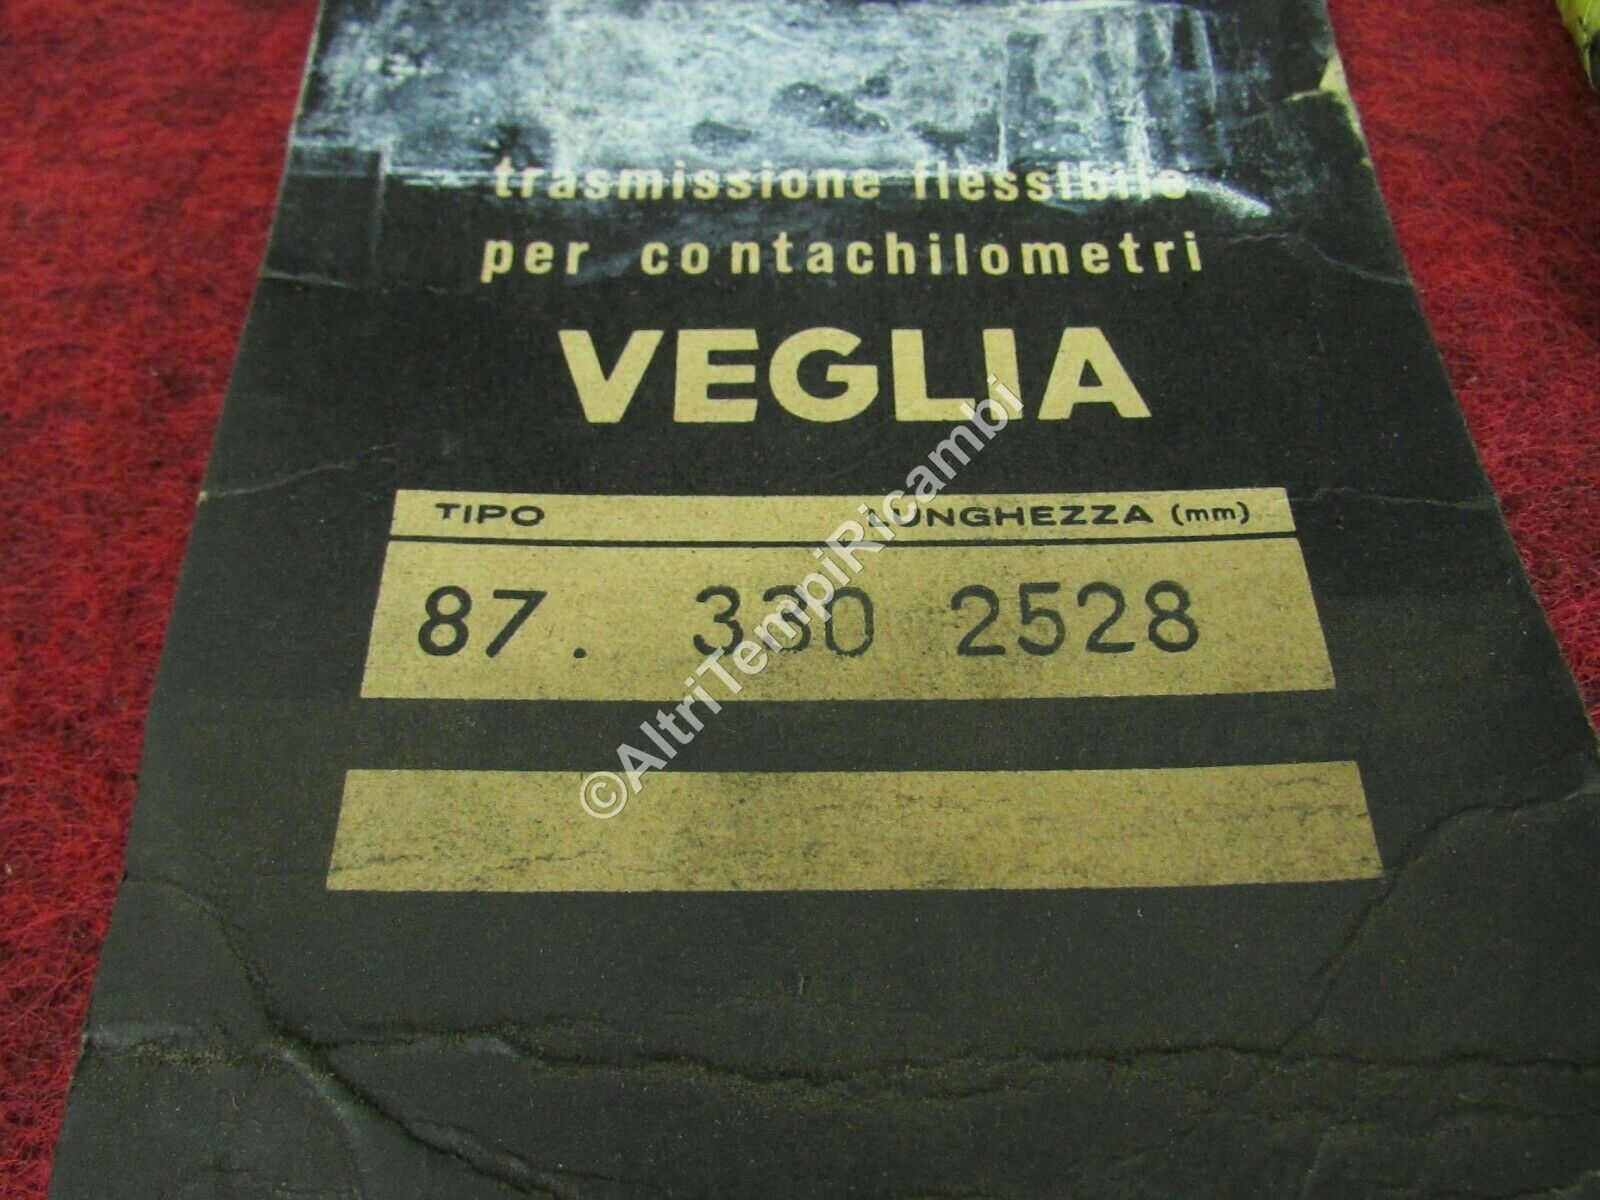 trasmissione flessibile
per contachilometri
VEGLIA
TIPO LUNGHEZZA (mm)
87. 330 2528
©AltriTempiRicambi